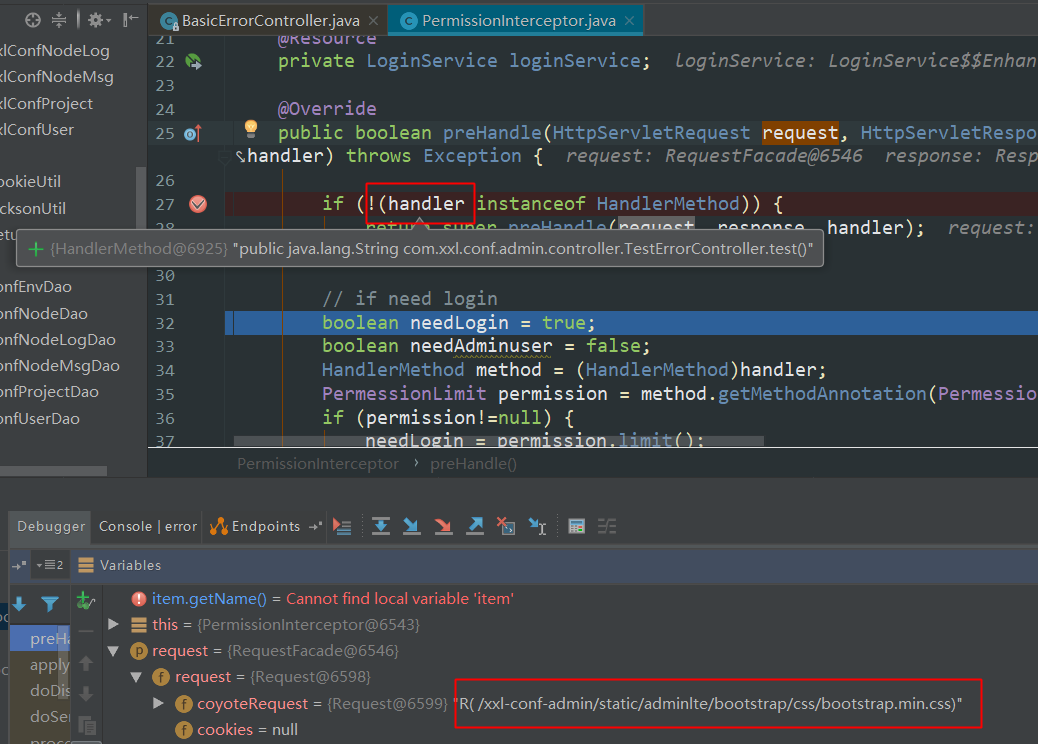 BasicErrorController.java
PermissionInterceptor.java
xlConfNodeLog
xlConfNodeMsg
xlConfProject
xlConfUser
ookieUtil
cksonUtil
onfEnvDao
onfNodeDao
onfNodeLogDao
onfNodeMsgDao
onfProjectDao
onfUserDao
21 @Resource
22 private LoginService loginService; loginService: LoginService$$Enhan
23
24 @Override
25 public boolean preHandle(HttpServletRequest request, HttpServletRespo
handler) throws Exception { request: RequestFacade@6546 response: Resp
26
27 if (!(handler instanceof HandlerMethod)) {
28 return super.preHandle(request, response, handler); request:
+ {HandlerMethod@6925} "public java.lang.String com.xxl.conf.admin.controller.TestErrorController.test()"
30
31 // if need login
32 boolean needLogin = true;
33 boolean needAdminuser = false;
34 HandlerMethod method = (HandlerMethod)handler;
35 PermessionLimit permission = method.getMethodAnnotation(Permessio
36 if (permission!=null) {
37 needLogin = permission.limit();
PermissionInterceptor › preHandle()
Debugger Console | error Endpoints
2 Variables
item.getName() = Cannot find local variable 'item'
this = {PermissionInterceptor@6543}
request = {RequestFacade@6546}
request = {Request@6598}
coyoteRequest = {Request@6599} "R( /xxl-conf-admin/static/adminlte/bootstrap/css/bootstrap.min.css)"
cookies = null
preHa
apply
doDis
doSer